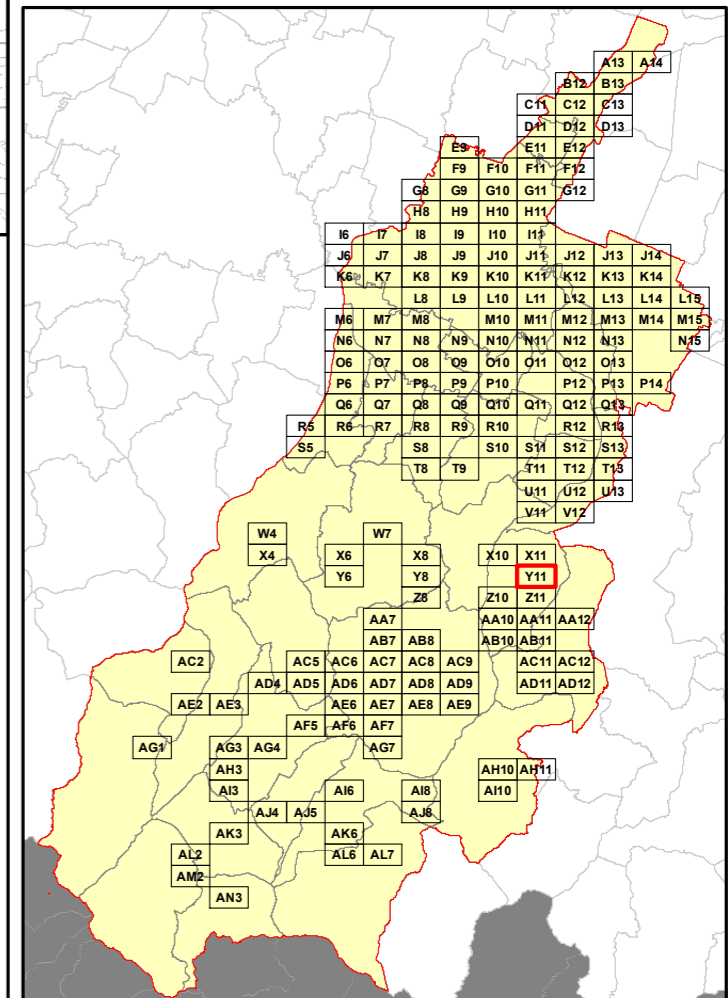 A13 A14
B12 B13
C11 C12 C13
D11 D12 D13
E9 E11 E12
F9 F10 F11 F12
G8 G9 G10 G11 G12
H8 H9 H10 H11
I6 I7 I8 I9 I10 I11
J6 J7 J8 J9 J10 J11 J12 J13 J14
K6 K7 K8 K9 K10 K11 K12 K13 K14
L8 L9 L10 L11 L12 L13 L14 L15
M6 M7 M8 M10 M11 M12 M13 M14 M15
N6 N7 N8 N9 N10 N11 N12 N13 N15
O6 O7 O8 O9 O10 O11 O12 O13
P6 P7 P8 P9 P10 P12 P13 P14
Q6 Q7 Q8 Q9 Q10 Q11 Q12 Q13
R5 R6 R7 R8 R9 R10 R12 R13
S5 S8 S10 S11 S12 S13
T8 T9 T11 T12 T13
U11 U12 U13
V11 V12
W4 W7
X4 X6 X8 X10 X11
Y6 Y8 Y11
Z8 Z10 Z11
AA7 AA10 AA11 AA12
AB7 AB8 AB10 AB11
AC2 AC5 AC6 AC7 AC8 AC9 AC11 AC12
AD4 AD5 AD6 AD7 AD8 AD9 AD11 AD12
AE2 AE3 AE6 AE7 AE8 AE9
AF5 AF6 AF7
AG1 AG3 AG4 AG7
AH3 AH10 AH11
AI3 AI6 AI8 AI10
AJ4 AJ5 AJ8
AK3 AK6
AL2 AL6 AL7
AM2
AN3